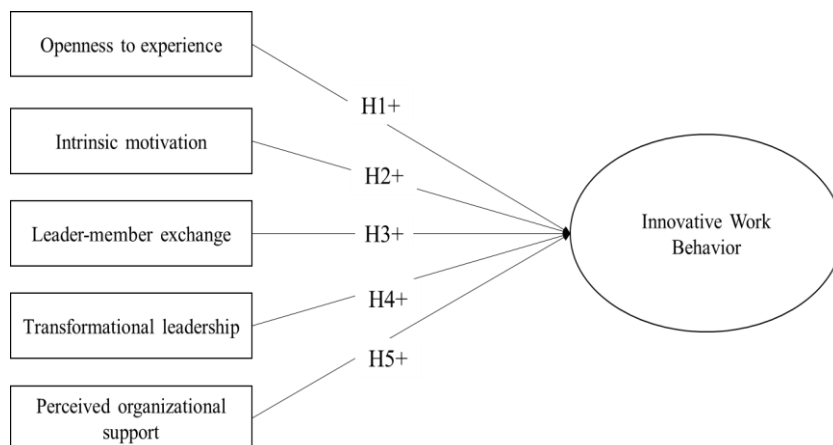 Openness to experience
H1+
Intrinsic motivation
H2+
Leader-member exchange
H3+
Innovative Work
Behavior
Transformational leadership
H4+
Perceived organizational
support
H5+